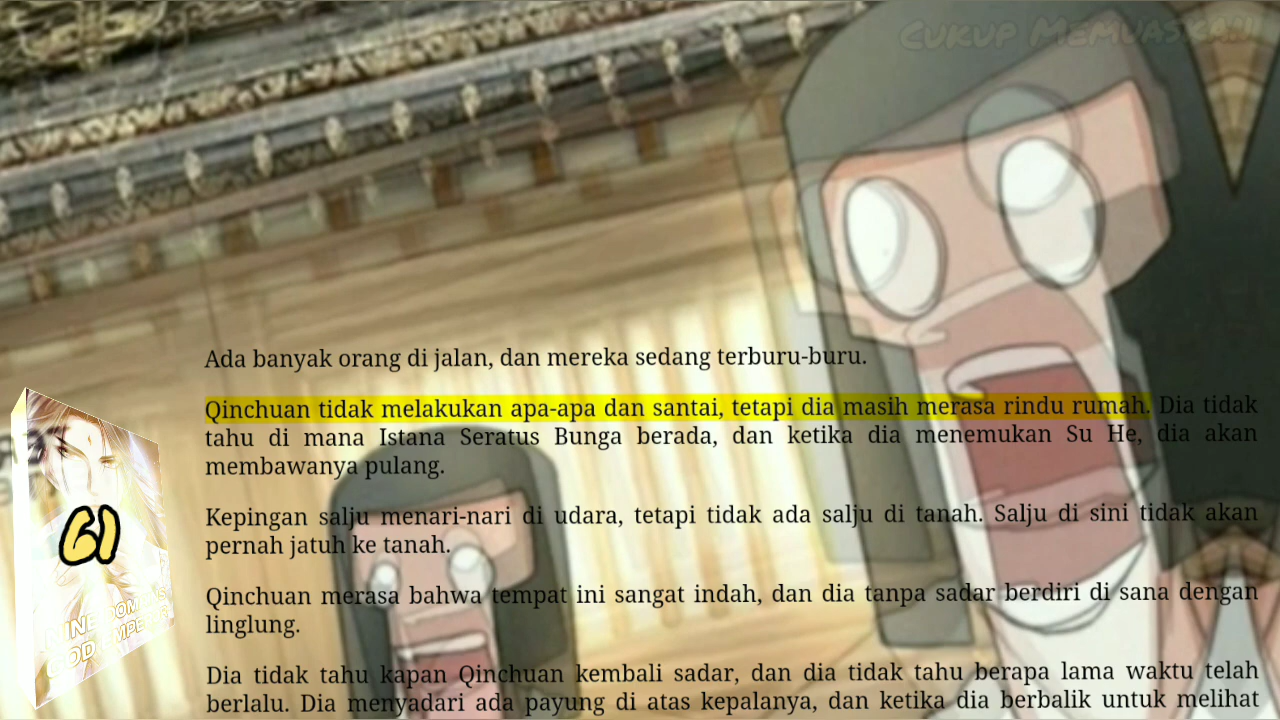 Cukup Memuaskan!
Ada banyak orang di jalan, dan mereka sedang terburu-buru.
Qinchuan tidak melakukan apa-apa dan santai, tetapi dia masih merasa rindu rumah. Dia tidak
tahu di mana Istana Seratus Bunga berada, dan ketika dia menemukan Su He, dia akan
membawanya pulang.
Kepingan salju menari-nari di udara, tetapi tidak ada salju di tanah. Salju di sini tidak akan
pernah jatuh ke tanah.
Qinchuan merasa bahwa tempat ini sangat indah, dan dia tanpa sadar berdiri di sana dengan
linglung.
Dia tidak tahu kapan Qinchuan kembali sadar, dan dia tidak tahu berapa lama waktu telah
berlalu. Dia menyadari ada payung di atas kepalanya, dan ketika dia berbalik untuk melihat
61
GOD EMPEROR